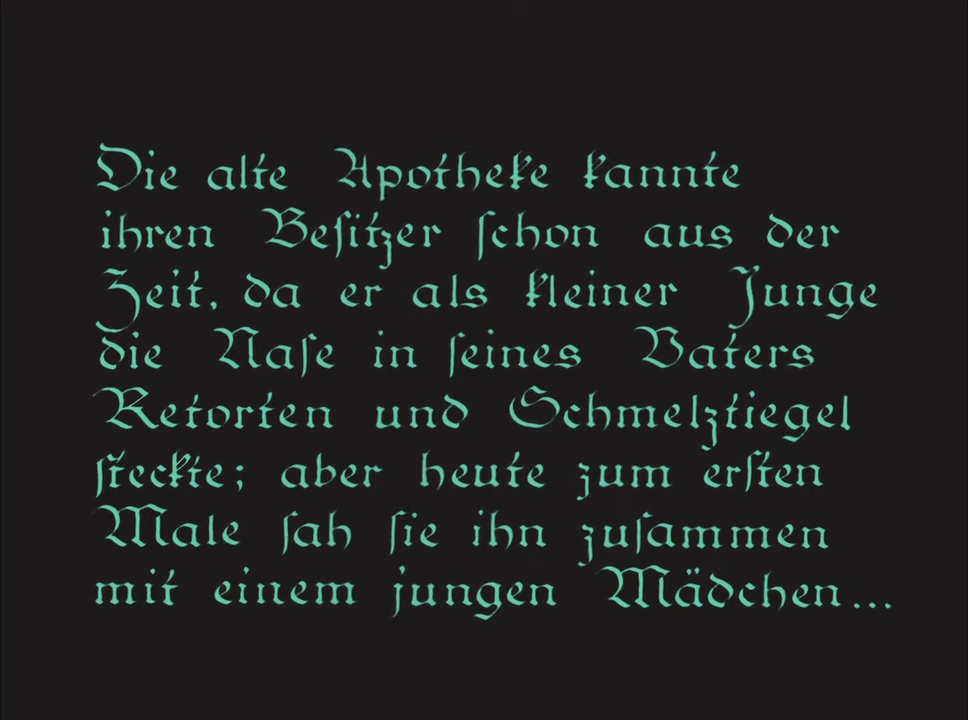 Die alte Apotheke kannte
ihren Beſitzer ſchon aus der
Zeit, da er als kleiner Junge
die Naſe in ſeines Vaters
Retorten und Schmelztiegel
ſteckte; aber heute zum erſten
Male ſah ſie ihn zuſammen
mit einem jungen Mädchen...